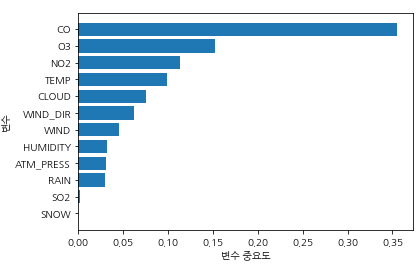 CO
O3
NO2
TEMP
CLOUD
WIND_DIR
WIND
HUMIDITY
ATM_PRESS
RAIN
SO2
SNOW
변수
0,00 0,05 0,10 0,15 0,20 0,25 0,30 0,35
변수 중요도